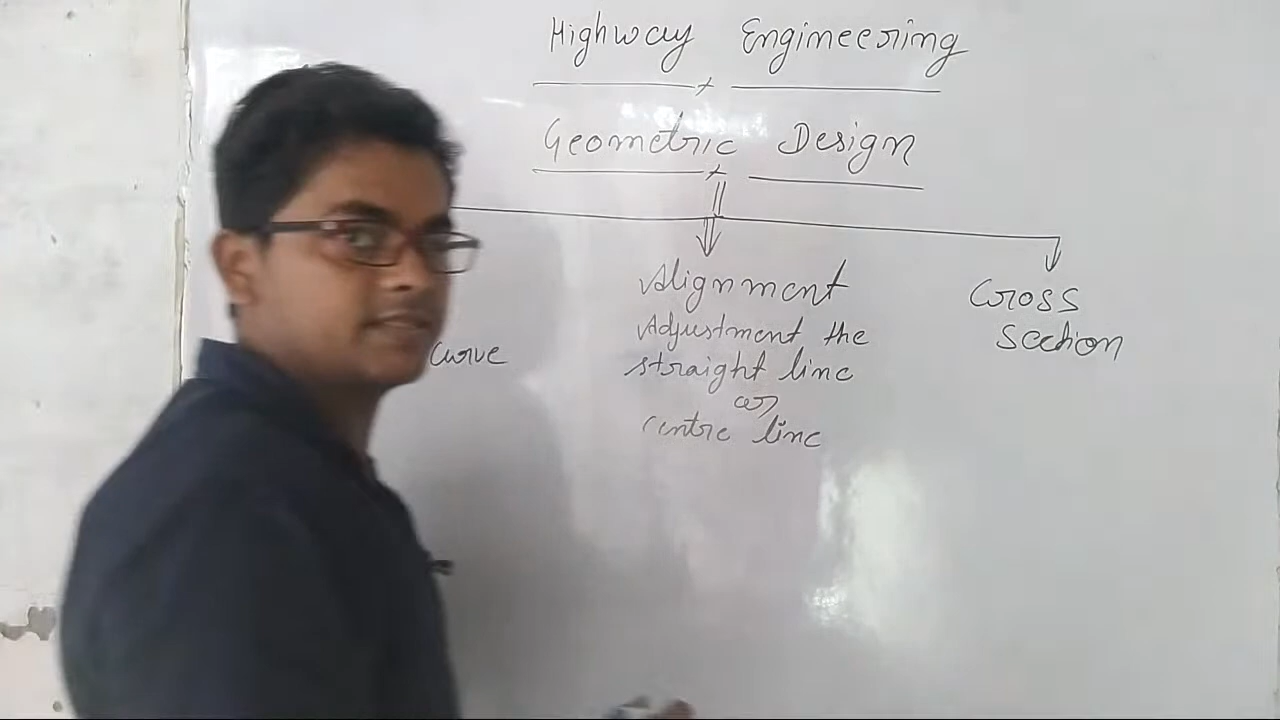 Highway Engineering
Geometric Design
Curve
Alignment
Adjustment the
straight line
or
centre line
Cross
Section